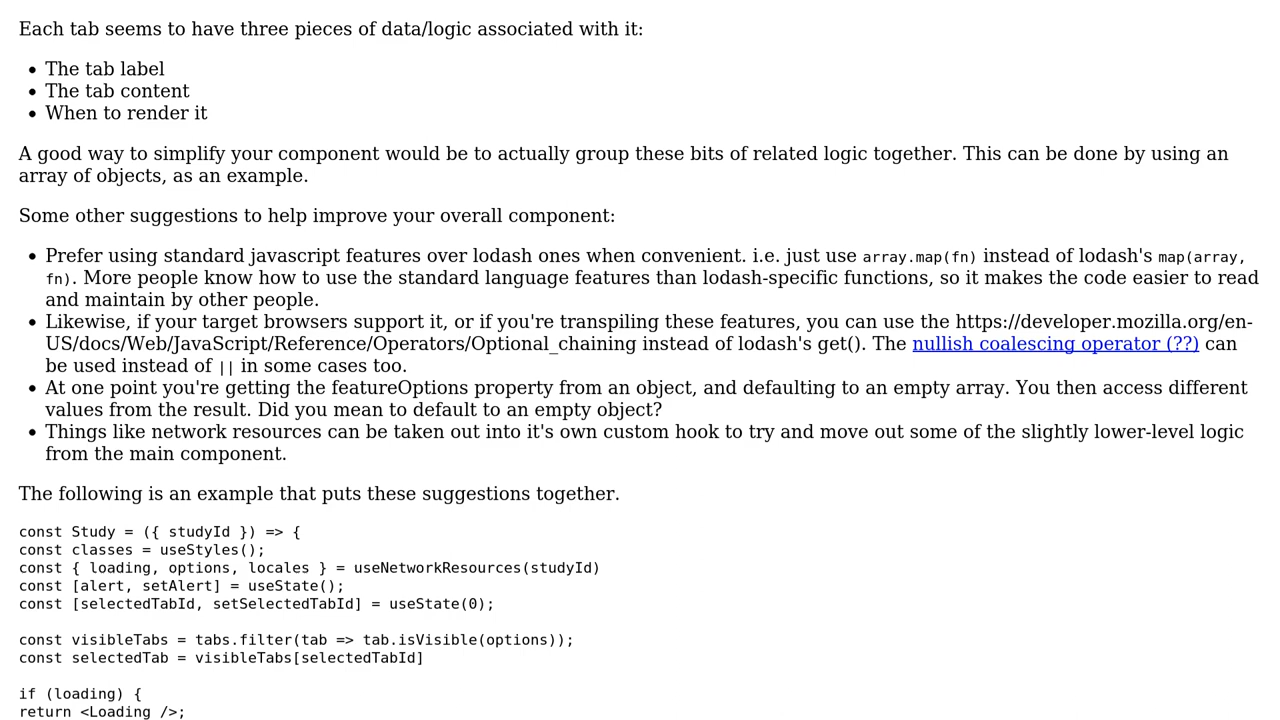 Each tab seems to have three pieces of data/logic associated with it:
• The tab label
• The tab content
• When to render it
A good way to simplify your component would be to actually group these bits of related logic together. This can be done by using an
array of objects, as an example.
Some other suggestions to help improve your overall component:
• Prefer using standard javascript features over lodash ones when convenient. i.e. just use array.map(fn) instead of lodash's map(array,
fn). More people know how to use the standard language features than lodash-specific functions, so it makes the code easier to read
and maintain by other people.
• Likewise, if your target browsers support it, or if you're transpiling these features, you can use the https://developer.mozilla.org/en-
US/docs/Web/JavaScript/Reference/Operators/Optional_chaining instead of lodash's get(). The nullish coalescing operator (??) can
be used instead of || in some cases too.
• At one point you're getting the featureOptions property from an object, and defaulting to an empty array. You then access different
values from the result. Did you mean to default to an empty object?
• Things like network resources can be taken out into it's own custom hook to try and move out some of the slightly lower-level logic
from the main component.
The following is an example that puts these suggestions together.
const Study = ({ studyId }) => {
const classes = useStyles();
const { loading, options, locales } = useNetworkResources(studyId)
const [alert, setAlert] = useState();
const [selectedTabId, setSelectedTabId] = useState(0);
const visibleTabs = tabs.filter(tab => tab.isVisible(options));
const selectedTab = visibleTabs[selectedTabId]
if (loading) {
return <Loading />;